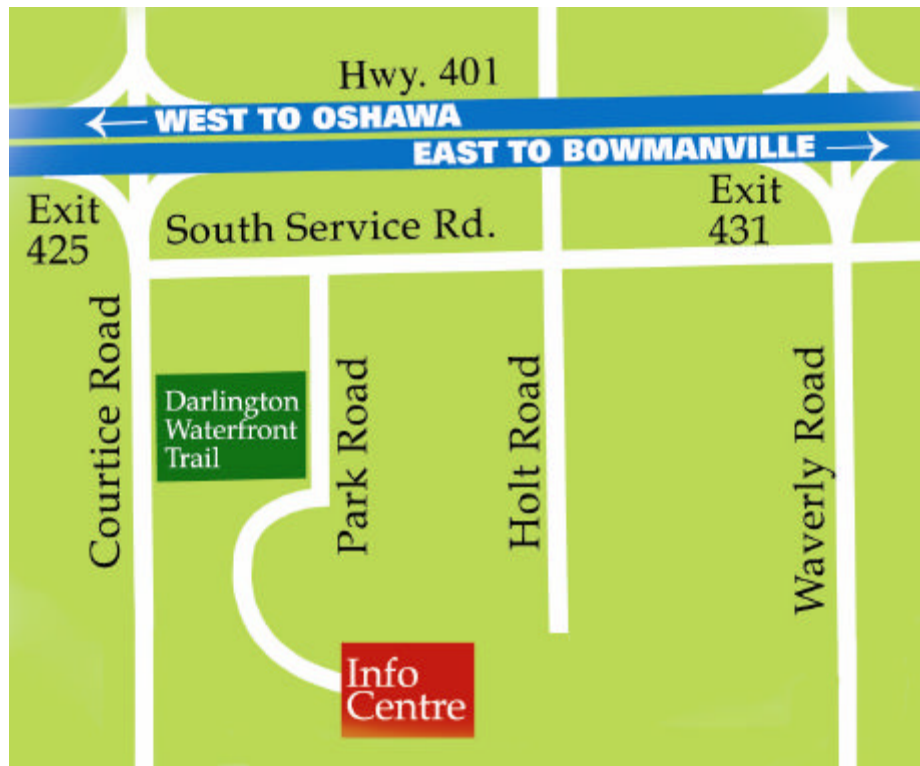 Hwy. 401
WEST TO OSHAWA
EAST TO BOWMANVILLE
Exit
425
South Service Rd.
Exit
431
Courtice Road
Darlington
Waterfront
Trail
Park Road
Holt Road
Waverly Road
Info
Centre